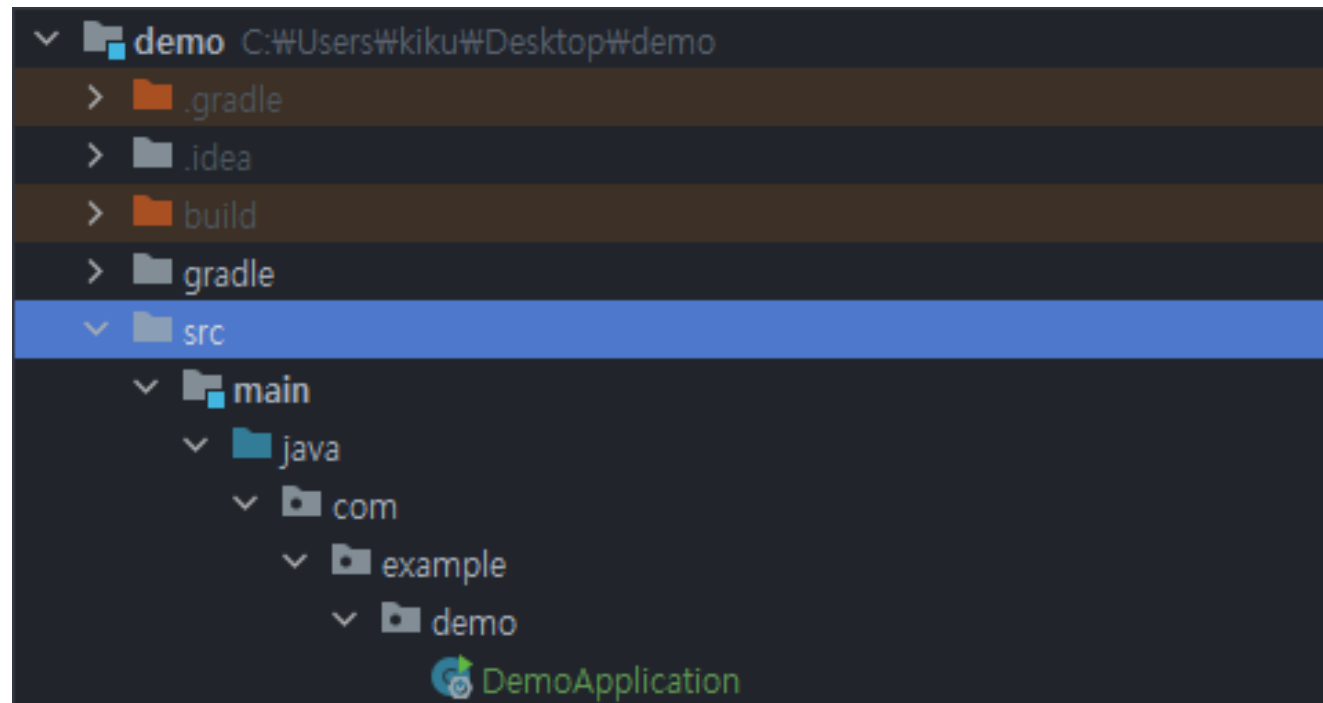 demo C:₩Users₩kiku₩Desktop₩demo
.gradle
.idea
build
gradle
src
main
java
com
example
demo
DemoApplication